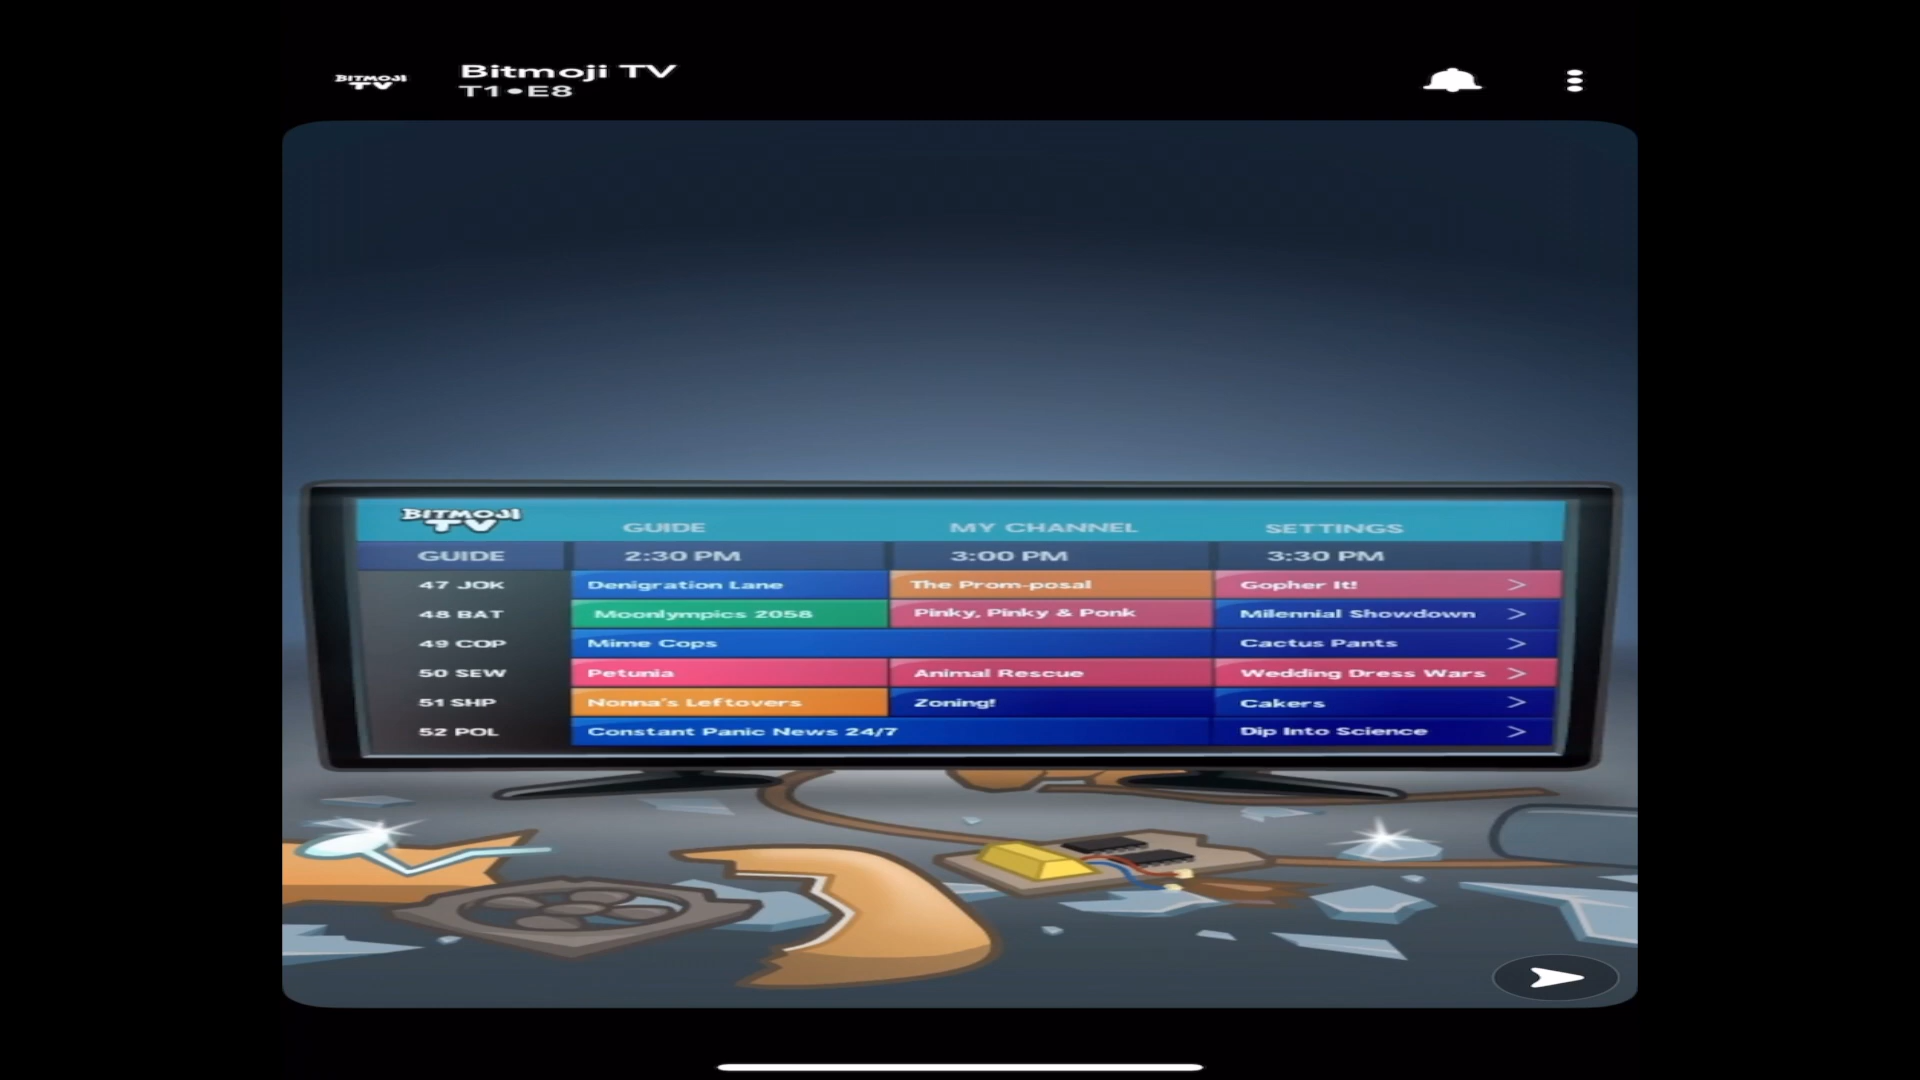 BITMOJI
TV
Bitmoji TV
T1•E8
BITMOJI
TV
GUIDE MY CHANNEL SETTINGS
GUIDE 2:30 PM 3:00 PM 3:30 PM
47 JOK Denigration Lane The Prom-posal Gopher It! >
48 BAT Moonlympics 2058 Pinky, Pinky & Ponk Milennial Showdown >
49 COP Mime Cops Cactus Pants >
50 SEW Petunia Animal Rescue Wedding Dress Wars >
51 SHP Nonna's Leftovers Zoning! Cakers >
52 POL Constant Panic News 24/7 Dip Into Science >